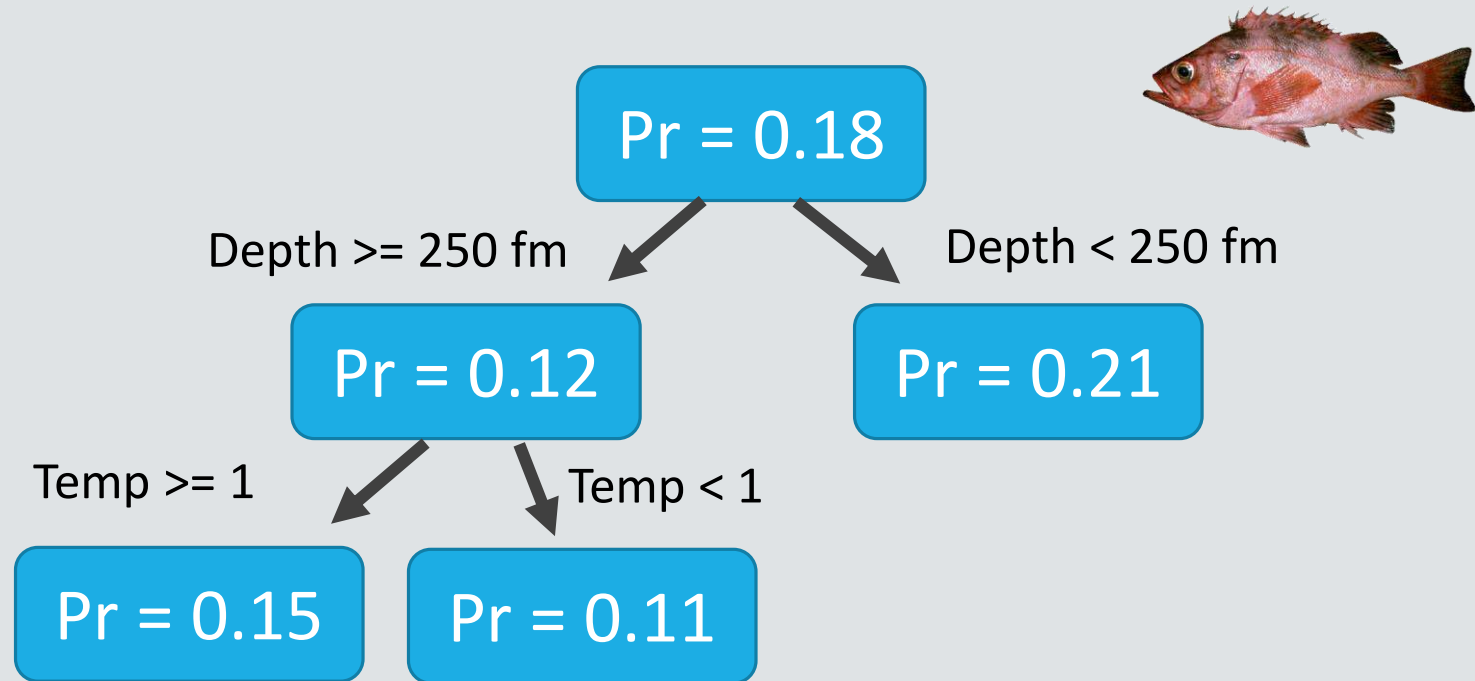 Pr = 0.18
Depth >= 250 fm
Depth < 250 fm
Pr = 0.12
Pr = 0.21
Temp >= 1
Temp < 1
Pr = 0.15
Pr = 0.11